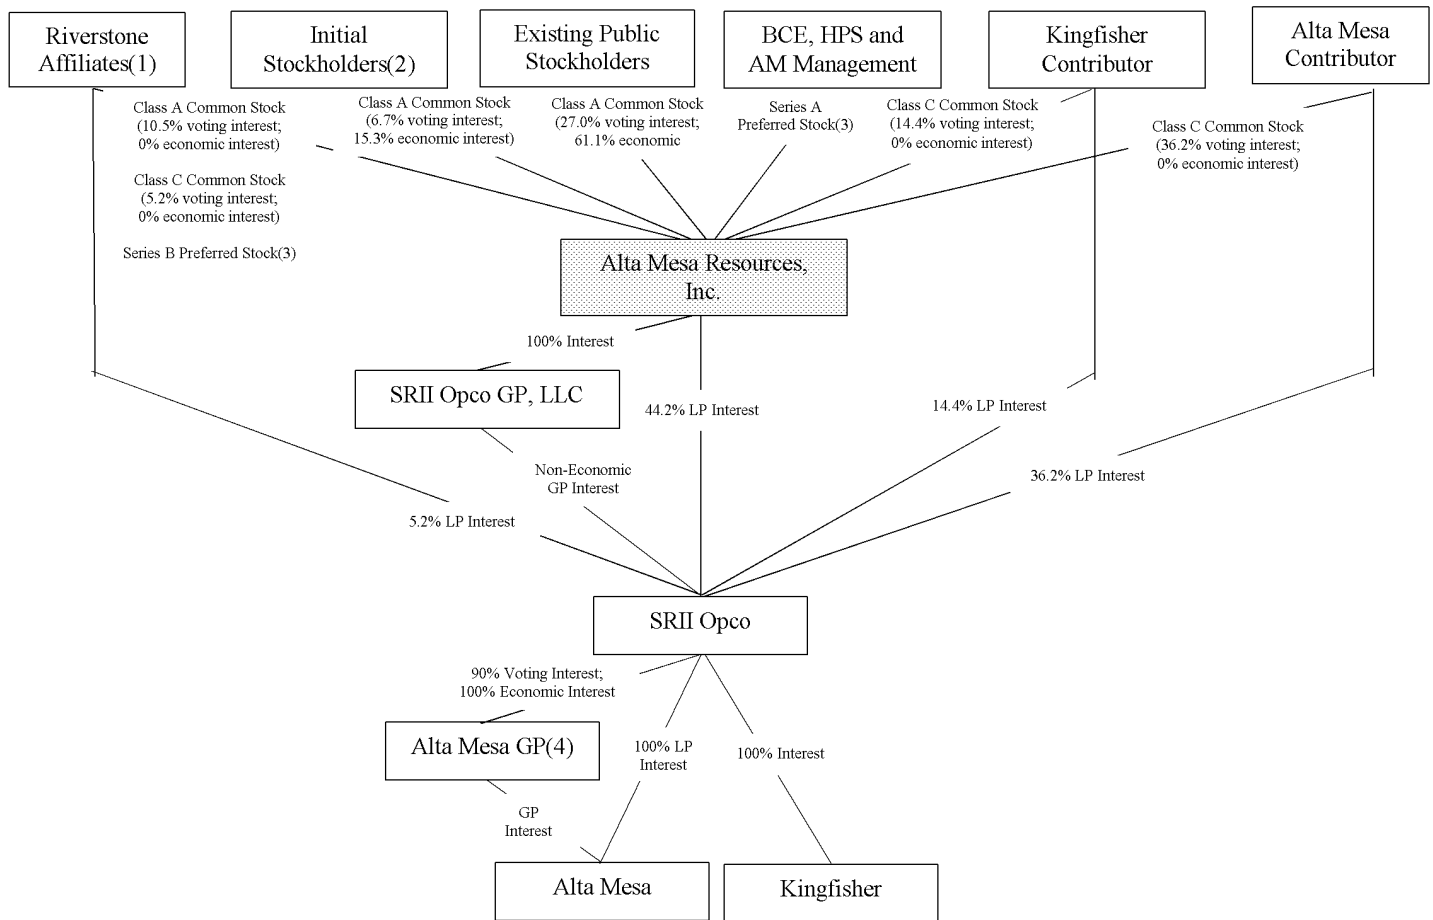 Riverstone
Affiliates(1)
Initial
Stockholders(2)
Existing Public
Stockholders
BCE, HPS and
AM Management
Kingfisher
Contributor
Alta Mesa
Contributor
Class A Common Stock
(10.5% voting interest;
0% economic interest)
Class C Common Stock
(5.2% voting interest;
0% economic interest)
Series B Preferred Stock(3)
Class A Common Stock
(6.7% voting interest;
15.3% economic interest)
Class A Common Stock
(27.0% voting interest;
61.1% economic
Series A
Preferred Stock(3)
Class C Common Stock
(14.4% voting interest;
0% economic interest)
Class C Common Stock
(36.2% voting interest;
0% economic interest)
Alta Mesa Resources,
Inc.
100% Interest
SRII Opco GP, LLC
44.2% LP Interest
14.4% LP Interest
Non-Economic
GP Interest
36.2% LP Interest
5.2% LP Interest
SRII Opco
90% Voting Interest;
100% Economic Interest
Alta Mesa GP(4)
100% LP
Interest
100% Interest
GP
Interest
Alta Mesa
Kingfisher